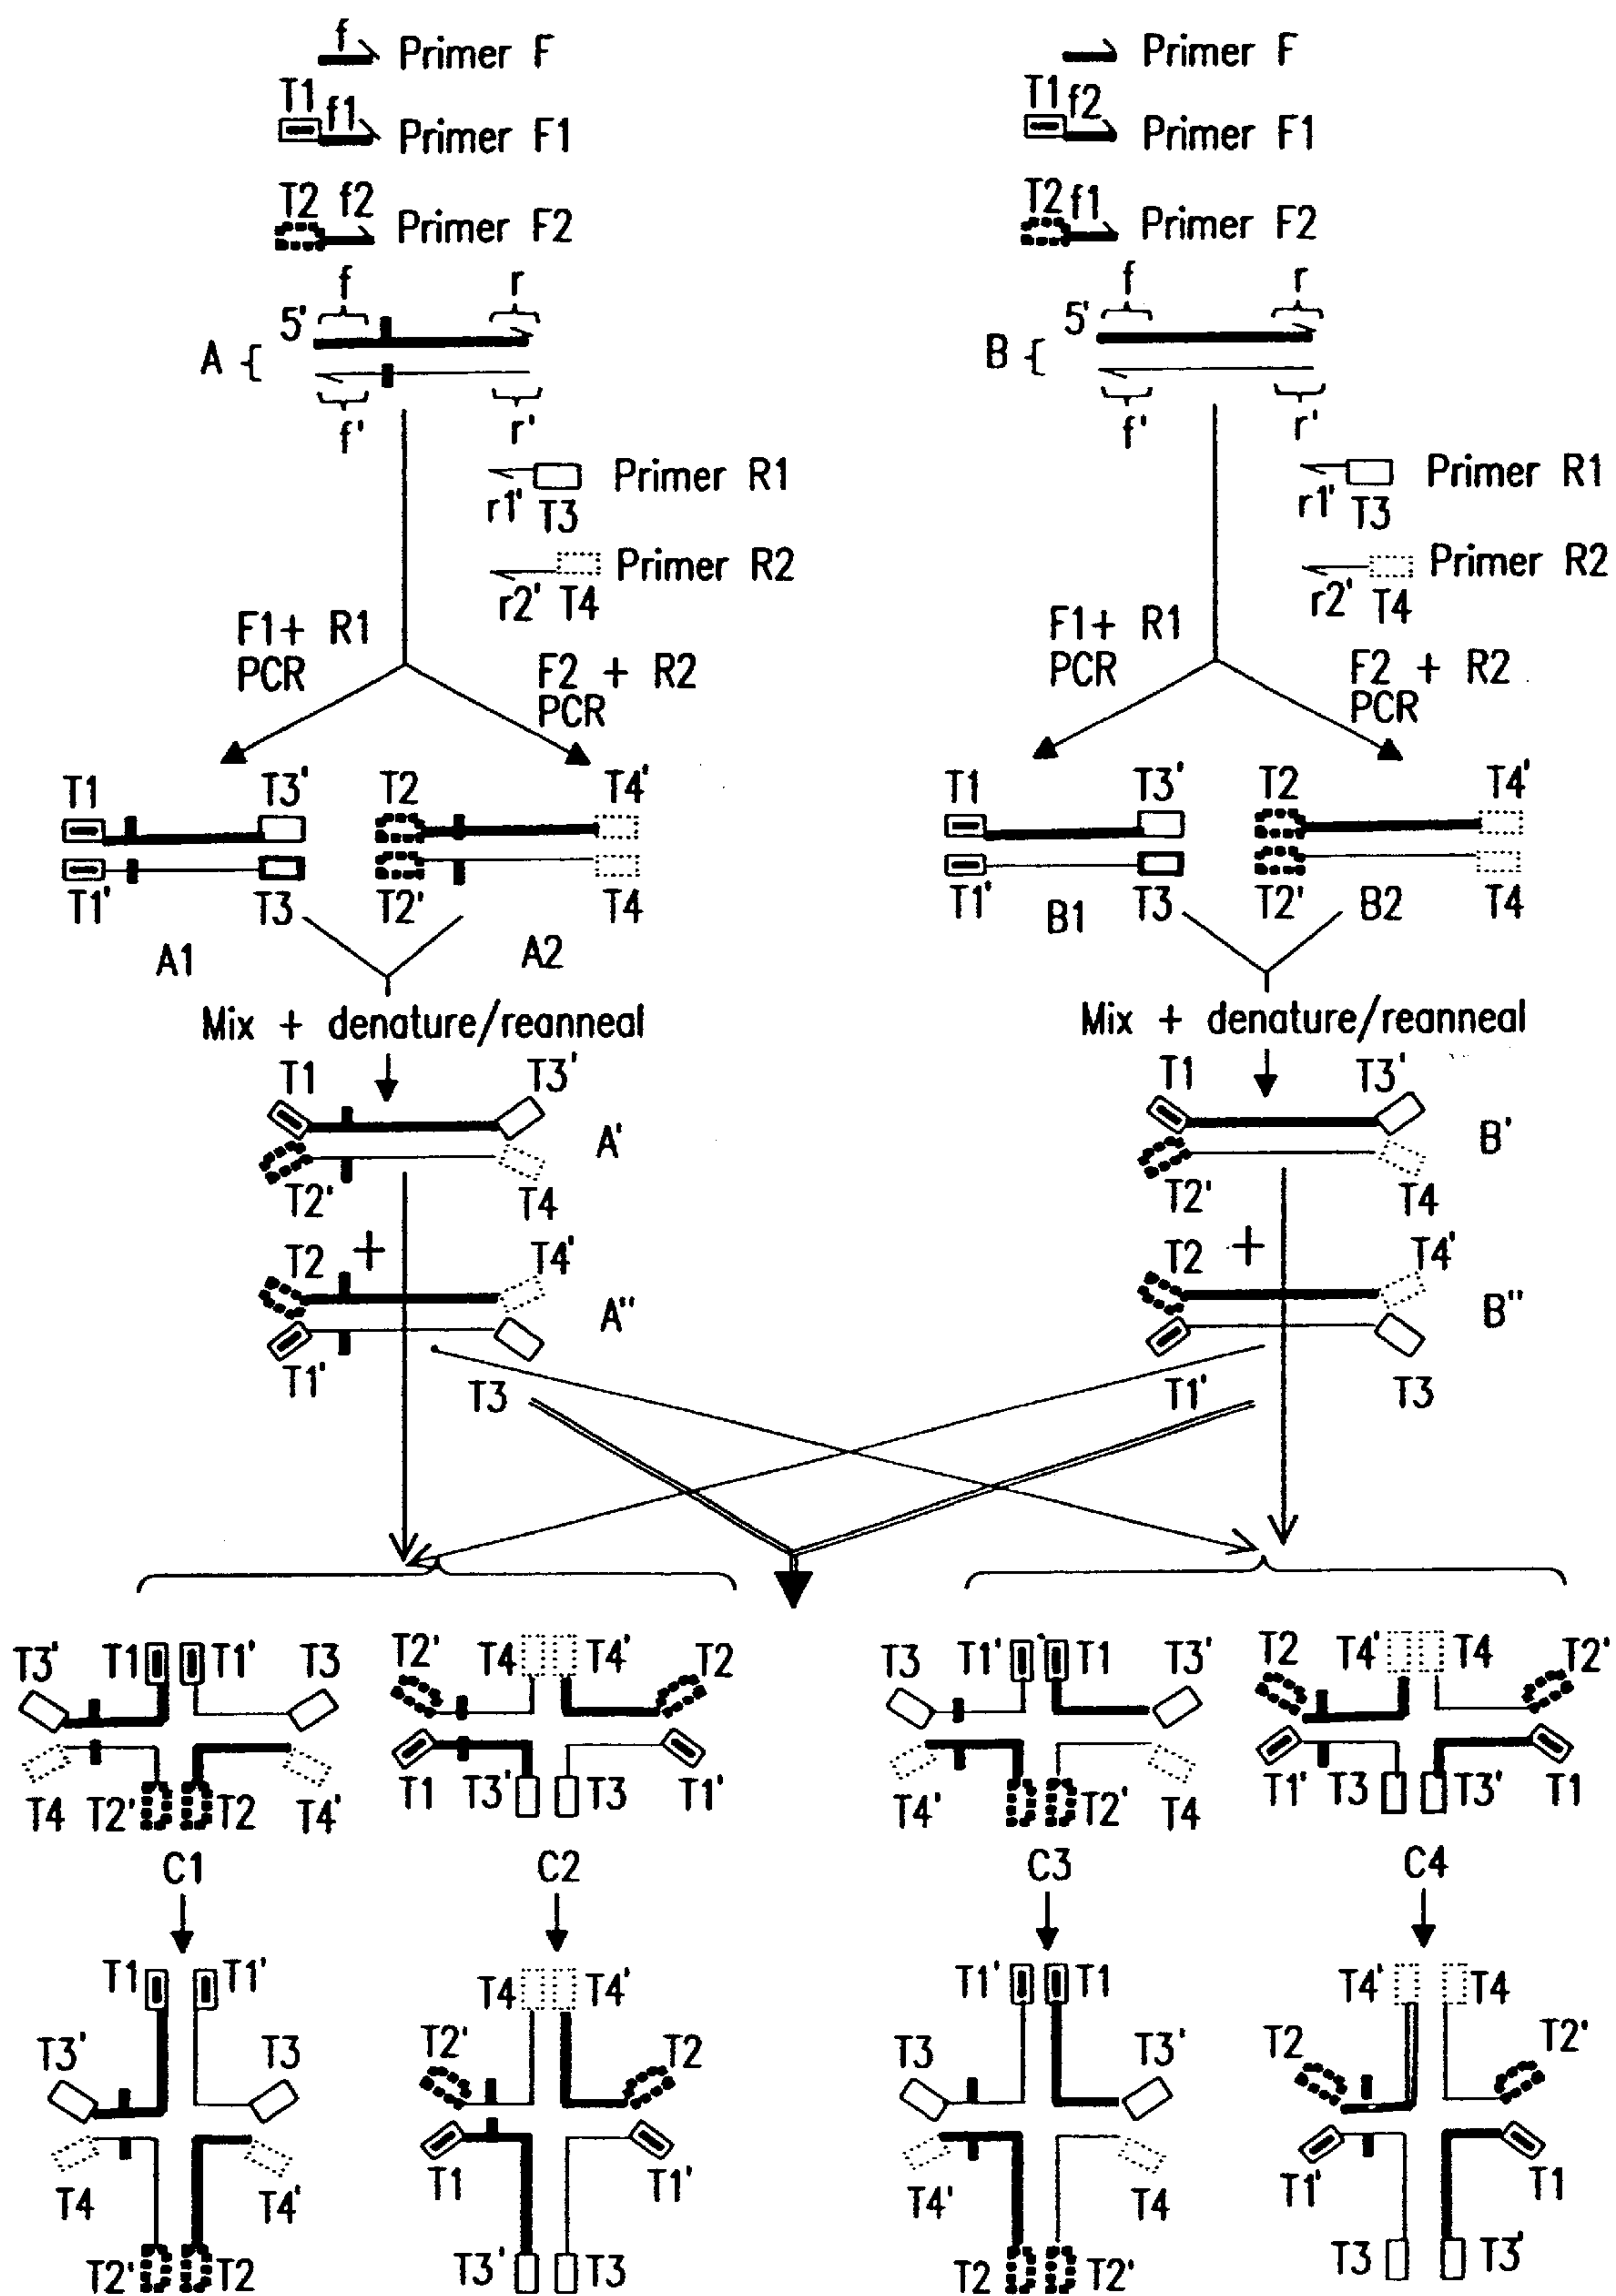 f
Primer F
T1 f1
Primer F1
T2 f2
Primer F2
f r
5'
A {
f' r'
Primer R1
r1' T3
Primer R2
r2' T4
F1+ R1
PCR
F2 + R2
PCR
T1 T3' T2 T4'
T1' T3 T2' T4
A1 A2
Mix + denature/reanneal
T1 T3'
A'
T2' T4
+
T2 T4'
A"
T1' T3
Primer F
T1 f2
Primer F1
T2 f1
Primer F2
f r
5'
B {
f' r'
Primer R1
r1' T3
Primer R2
r2' T4
F1+ R1
PCR
F2 + R2
PCR
T1 T3' T2 T4'
T1' B1 T3 T2' B2 T4
Mix + denature/reanneal
T1 T3'
B'
T2' T4
+
T2 T4'
B"
T1' T3
T3' T1 T1' T3 T2' T4 T4' T2 T3 T1' T1 T3' T2 T4' T4 T2'
T4 T2' T2 T4' T1 T3' T3 T1' T4' T2' T4 T1' T3 T3' T1
C1 C2 C3 C4
T1 T1' T4 T4' T1' T1 T4' T4
T3' T3 T2' T2 T3 T3' T2 T2'
T4 T4' T1 T1' T4' T4 T1' T1
T2' T2 T3' T3 T2 T2' T3 T3'